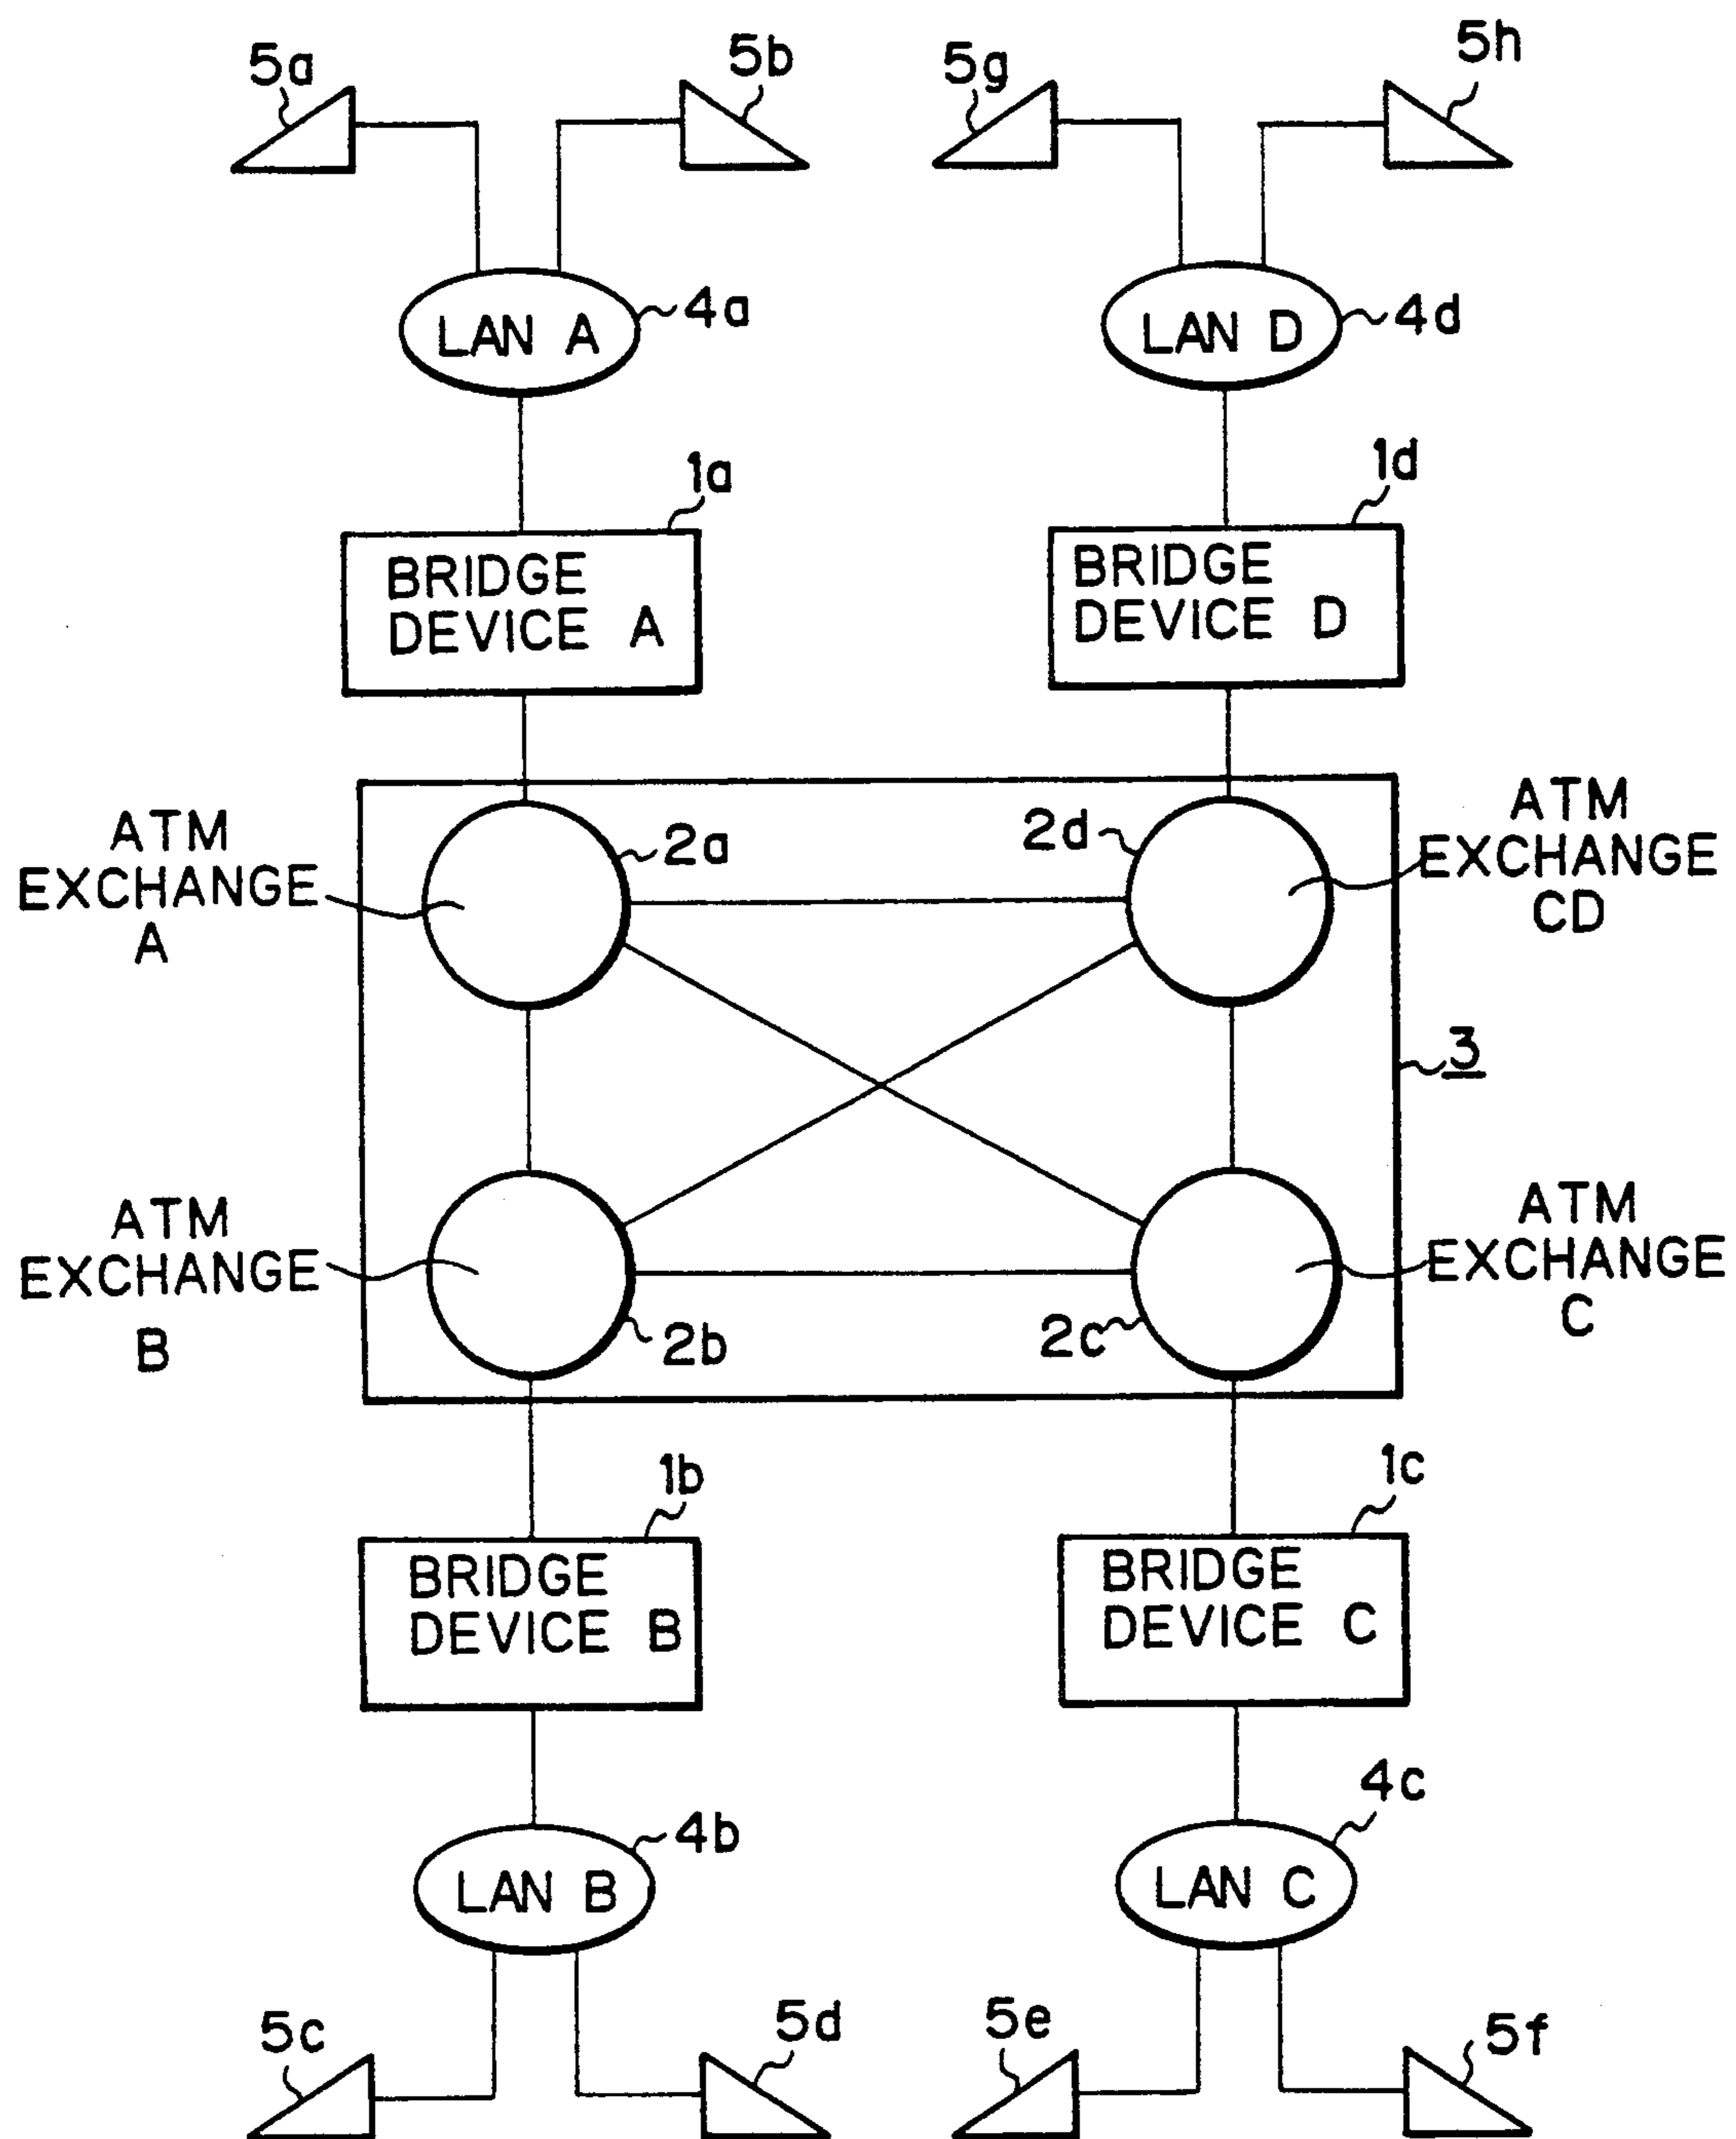 5a
5b
5g
5h
LAN A
4a
LAN D
4d
1a
1d
BRIDGE
DEVICE A
BRIDGE
DEVICE D
ATM
EXCHANGE
A
2a
2d
ATM
EXCHANGE
CD
3
ATM
EXCHANGE
B
2b
2c
ATM
EXCHANGE
C
1b
1c
BRIDGE
DEVICE B
BRIDGE
DEVICE C
4b
4c
LAN B
LAN C
5c
5d
5e
5f